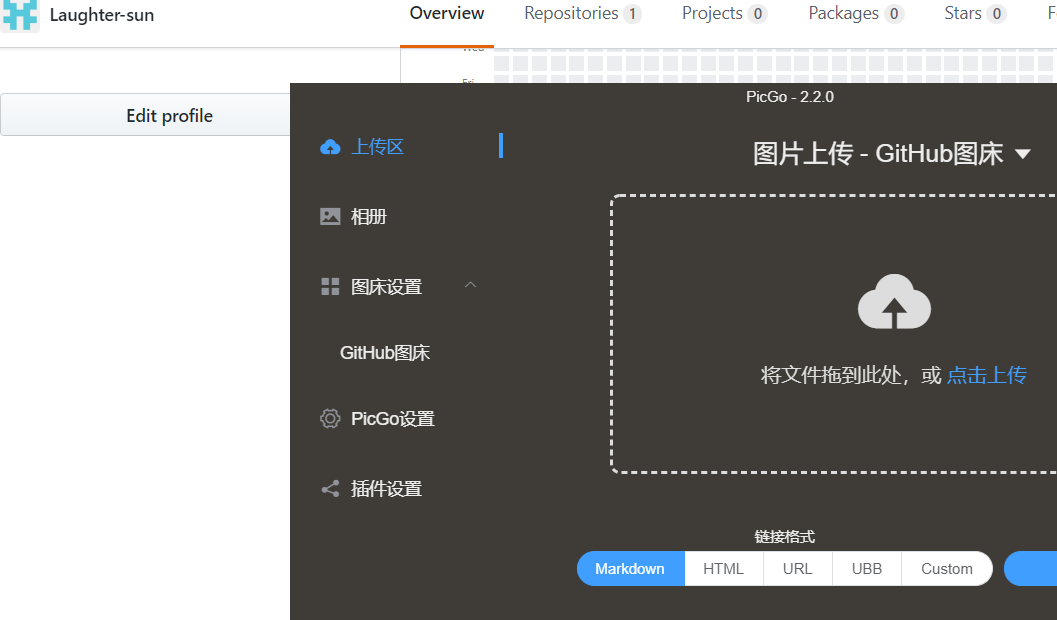 Laughter-sun
Overview Repositories 1 Projects 0 Packages 0 Stars 0 F
Fri
Edit profile
PicGo - 2.2.0
上传区
图片上传 - GitHub图床
相册
图床设置
GitHub图床
将文件拖到此处，或 点击上传
PicGo设置
插件设置
链接格式
Markdown HTML URL UBB Custom